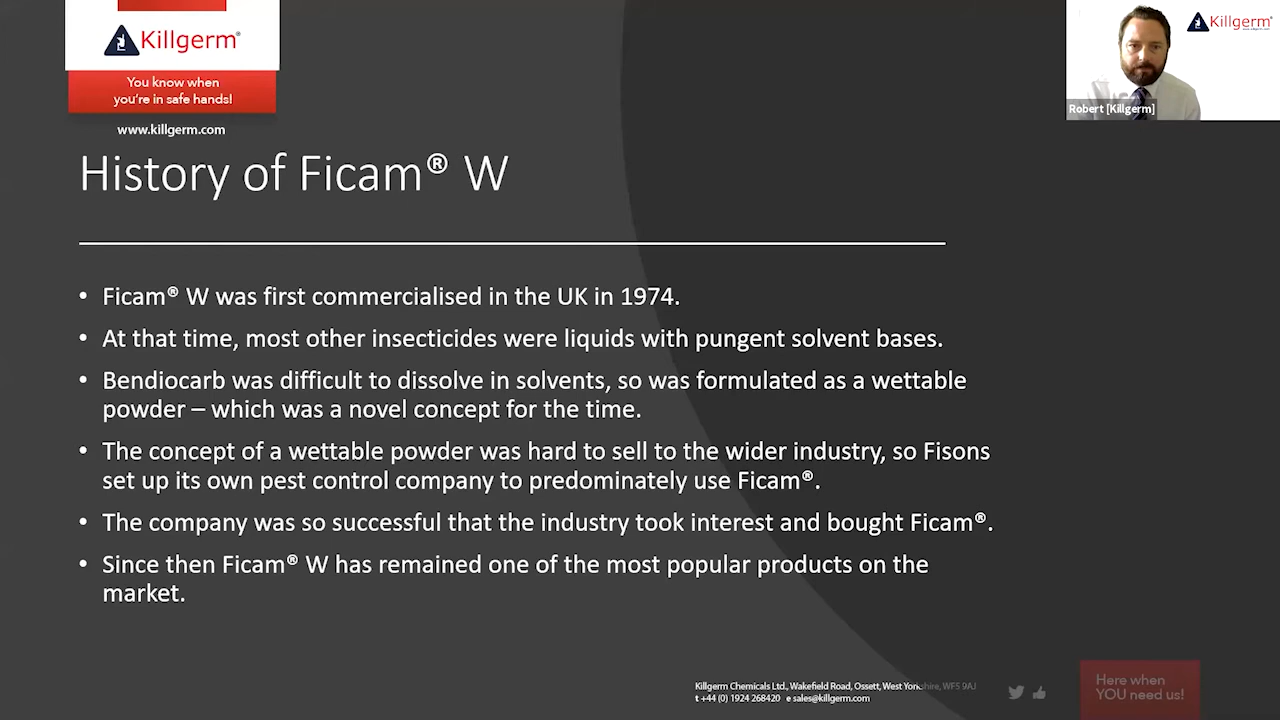 Killgerm®
You know when
you're in safe hands!
www.killgerm.com
Killgerm®
Robert [Killgerm]
History of Ficam® W
• Ficam® W was first commercialised in the UK in 1974.
• At that time, most other insecticides were liquids with pungent solvent bases.
• Bendiocarb was difficult to dissolve in solvents, so was formulated as a wettable
powder – which was a novel concept for the time.
• The concept of a wettable powder was hard to sell to the wider industry, so Fisons
set up its own pest control company to predominately use Ficam®.
• The company was so successful that the industry took interest and bought Ficam®.
• Since then Ficam® W has remained one of the most popular products on the
market.
Killgerm Chemicals Ltd., Wakefield Road, Ossett, West Yorkshire, WF5 9AJ
t +44 (0) 1924 268420 e sales@killgerm.com
Here when
YOU need us!